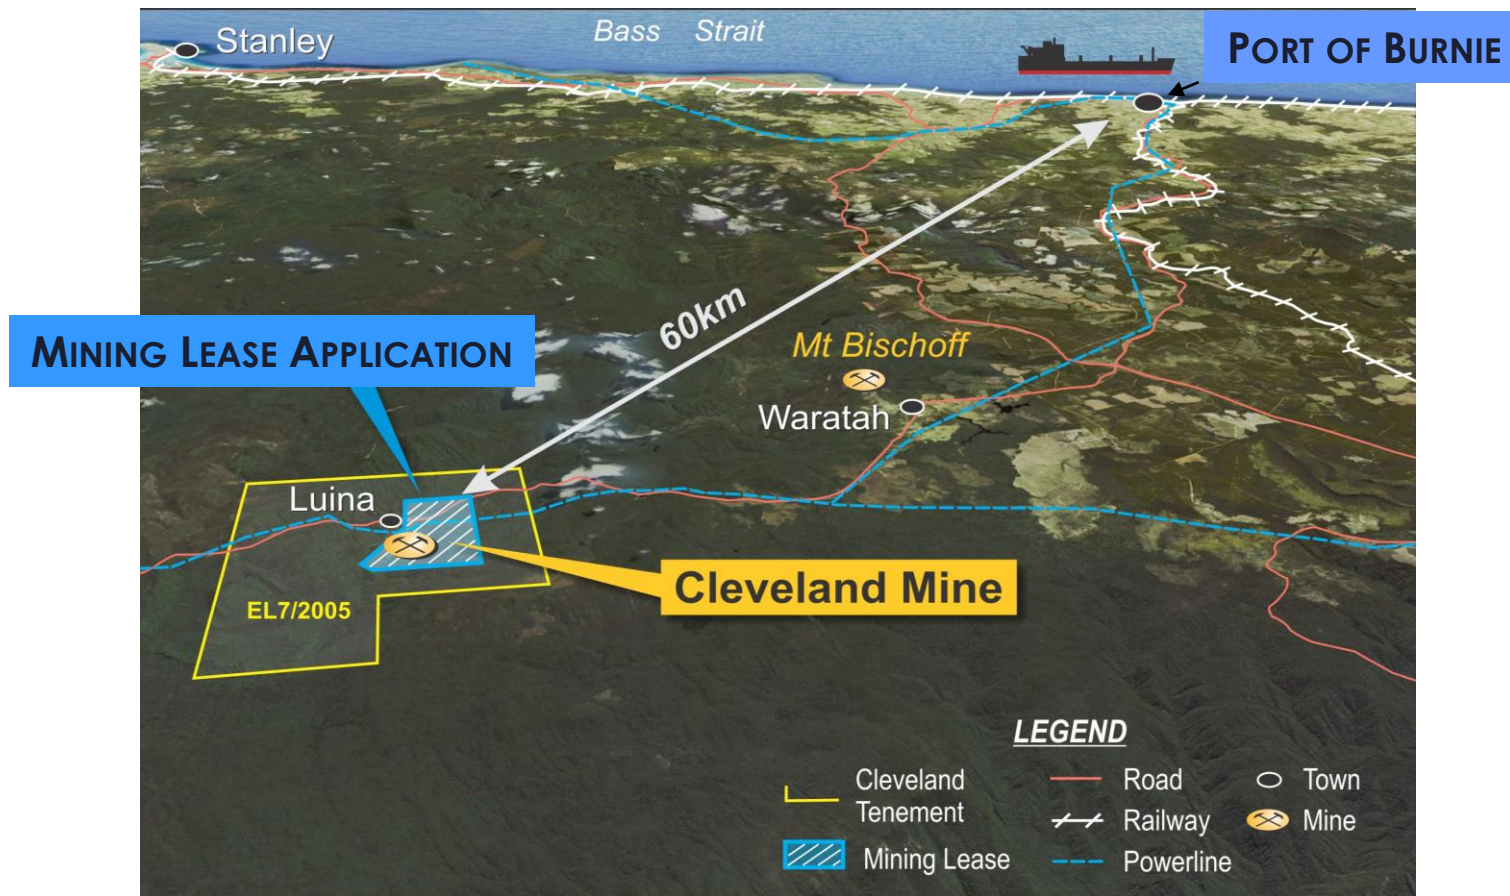 Stanley
Bass Strait
PORT OF BURNIE
60km
MINING LEASE APPLICATION
Mt Bischoff
Waratah
Luina
Cleveland Mine
EL7/2005
LEGEND
Cleveland
Tenement
Mining Lease
Road
Railway
Powerline
Town
Mine